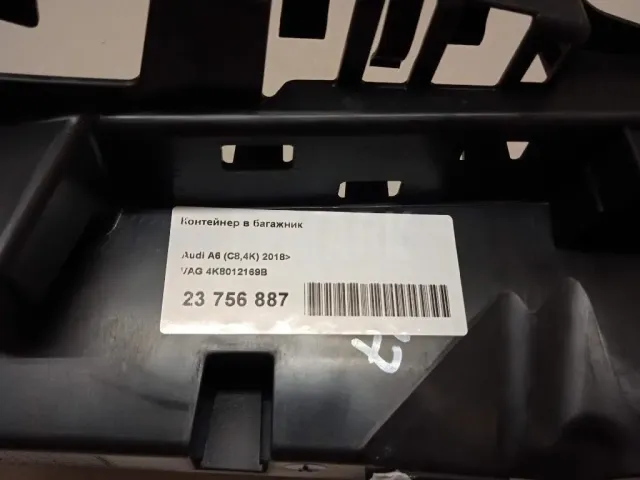 Контейнер в багажник
Audi A6 (C8,4K) 2018>
VAG 4K8012169B
23 756 887